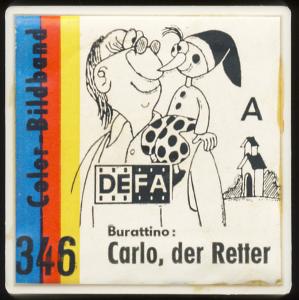 Color-Bildband
A
DEFA
346
Burattino:
Carlo, der Retter